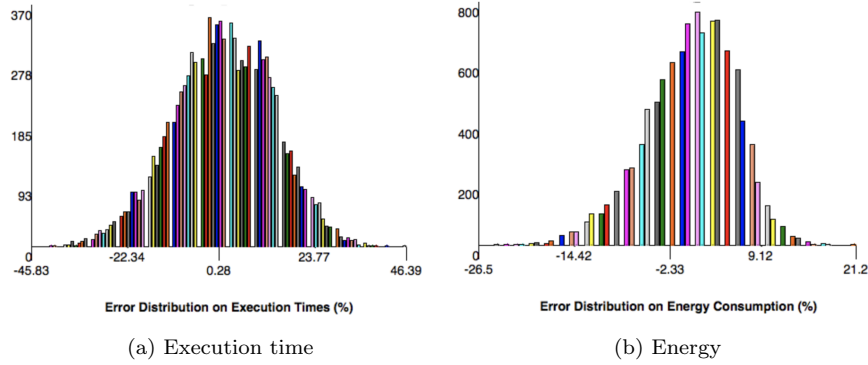 370
278
185
93
0
-45.83 -22.34 0.28 23.77 46.39
Error Distribution on Execution Times (%)
(a) Execution time
800
600
400
200
0
-26.5 -14.42 -2.33 9.12 21.2
Error Distribution on Energy Consumption (%)
(b) Energy